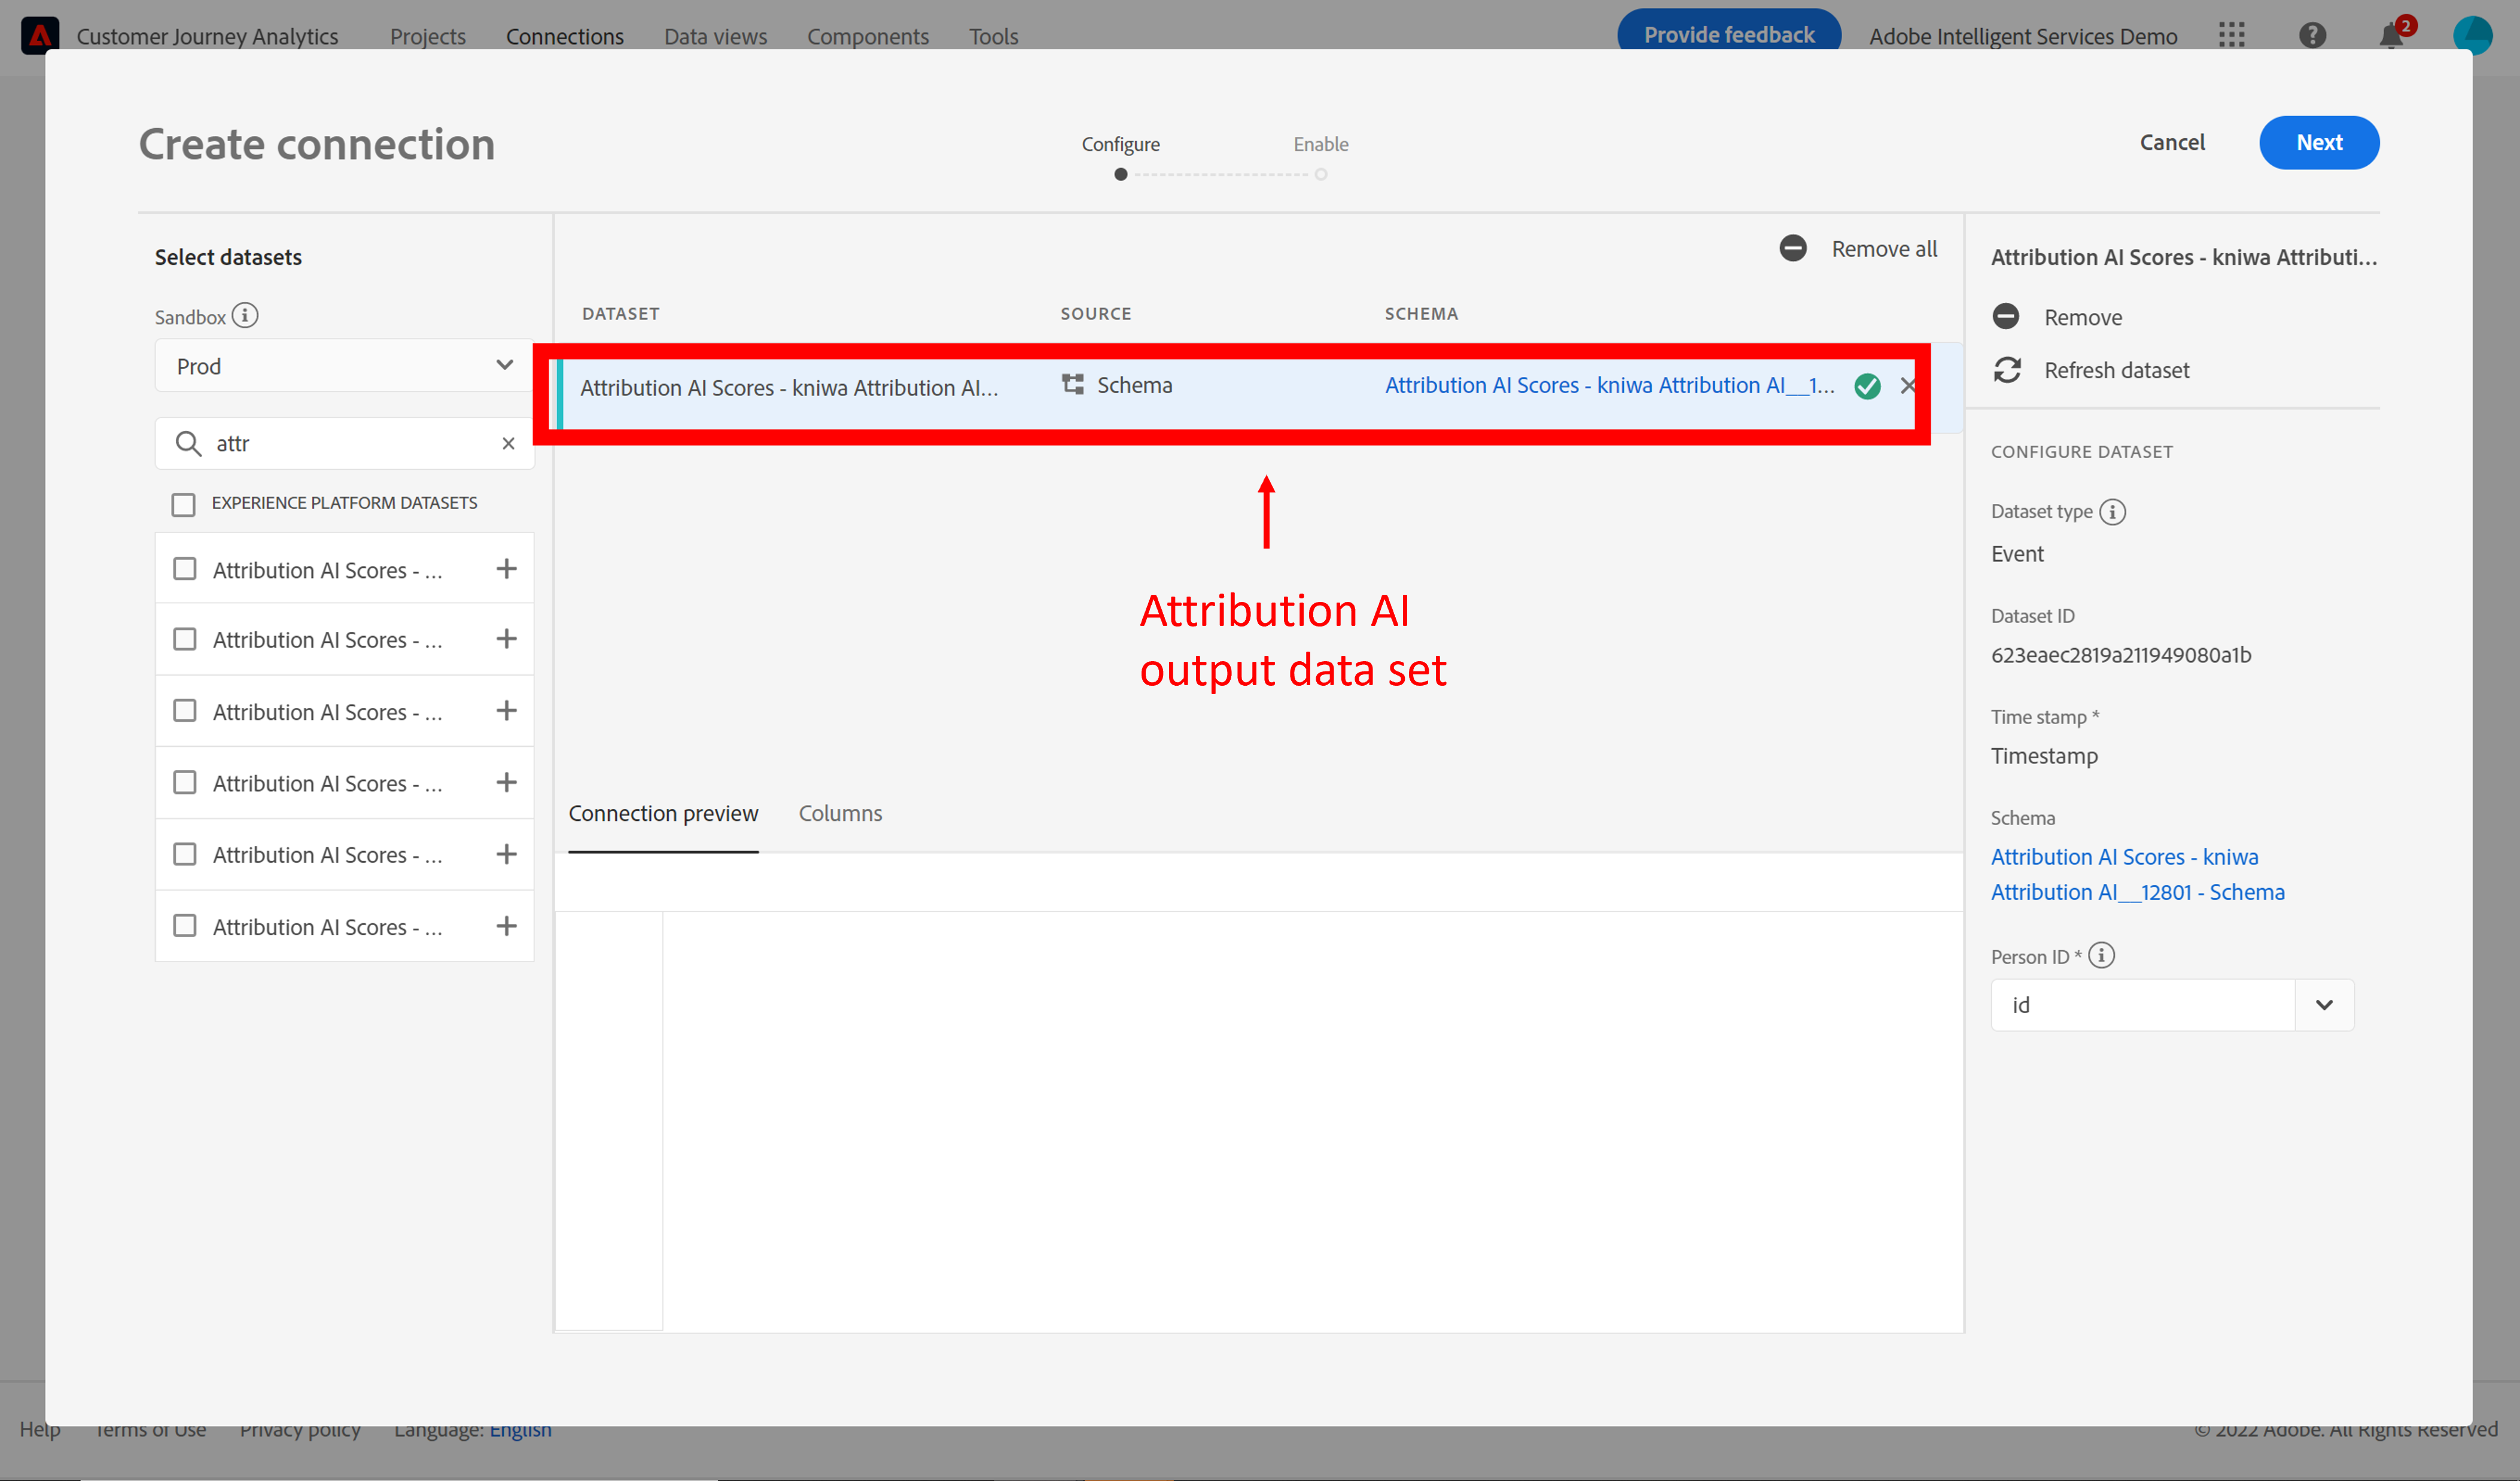 Customer Journey Analytics Projects Connections Data views Components Tools Provide feedback Adobe Intelligent Services Demo 2
Create connection
Configure Enable
Cancel Next
Select datasets
Sandbox
Prod
attr
EXPERIENCE PLATFORM DATASETS
Attribution AI Scores - ...
Attribution AI Scores - ...
Attribution AI Scores - ...
Attribution AI Scores - ...
Attribution AI Scores - ...
Attribution AI Scores - ...
Remove all
DATASET SOURCE SCHEMA
Attribution AI Scores - kniwa Attribution AI... Schema Attribution AI Scores - kniwa Attribution AI__1...
Attribution AI
output data set
Connection preview Columns
Attribution AI Scores - kniwa Attributi...
Remove
Refresh dataset
CONFIGURE DATASET
Dataset type
Event
Dataset ID
623eaec2819a211949080a1b
Time stamp *
Timestamp
Schema
Attribution AI Scores - kniwa
Attribution AI__12801 - Schema
Person ID *
id
Help Terms of Use Privacy policy Language: English © 2022 Adobe. All Rights Reserved